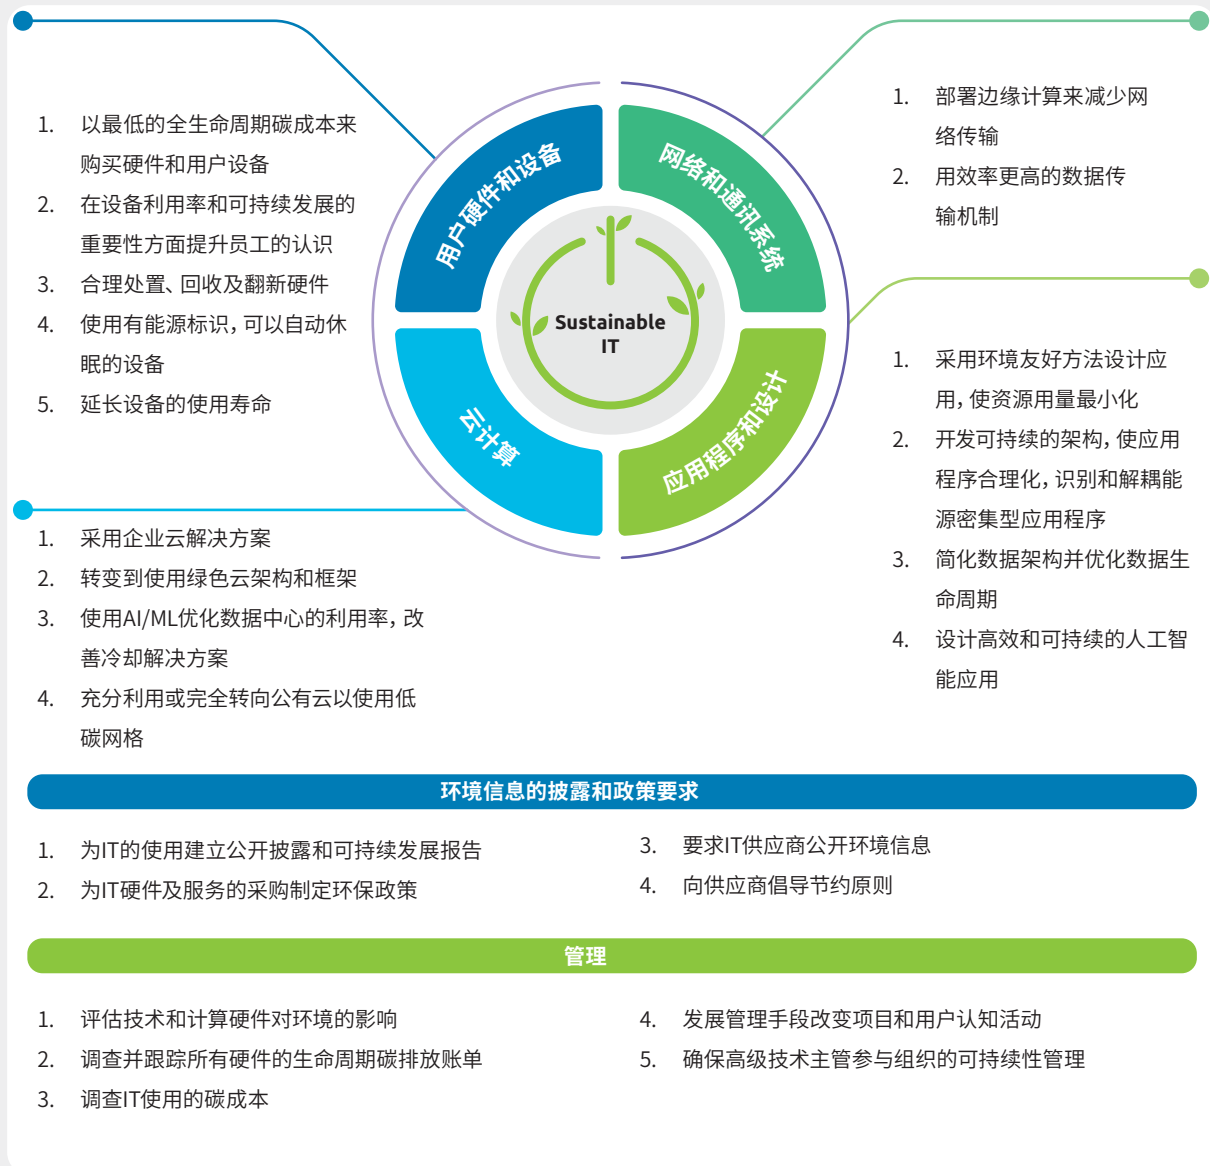 用户硬件和设备
1. 以最低的全生命周期碳成本来
购买硬件和用户设备
2. 在设备利用率和可持续发展的
重要性方面提升员工的认识
3. 合理处置、回收及翻新硬件
4. 使用有能源标识，可以自动休
眠的设备
5. 延长设备的使用寿命
网络和通讯系统
1. 部署边缘计算来减少网
络传输
2. 用效率更高的数据传
输机制
Sustainable
IT
云计算
1. 采用企业云解决方案
2. 转变到使用绿色云架构和框架
3. 使用AI/ML优化数据中心的利用率，改
善冷却解决方案
4. 充分利用或完全转向公有云以使用低
碳网格
应用程序和设计
1. 采用环境友好方法设计应
用，使资源用量最小化
2. 开发可持续的架构，使应用
程序合理化，识别和解耦能
源密集型应用程序
3. 简化数据架构并优化数据生
命周期
4. 设计高效和可持续的人工智
能应用
环境信息的披露和政策要求
1. 为IT的使用建立公开披露和可持续发展报告
2. 为IT硬件及服务的采购制定环保政策
3. 要求IT供应商公开环境信息
4. 向供应商倡导节约原则
管理
1. 评估技术和计算硬件对环境的影响
2. 调查并跟踪所有硬件的生命周期碳排放账单
3. 调查IT使用的碳成本
4. 发展管理手段改变项目和用户认知活动
5. 确保高级技术主管参与组织的可持续性管理